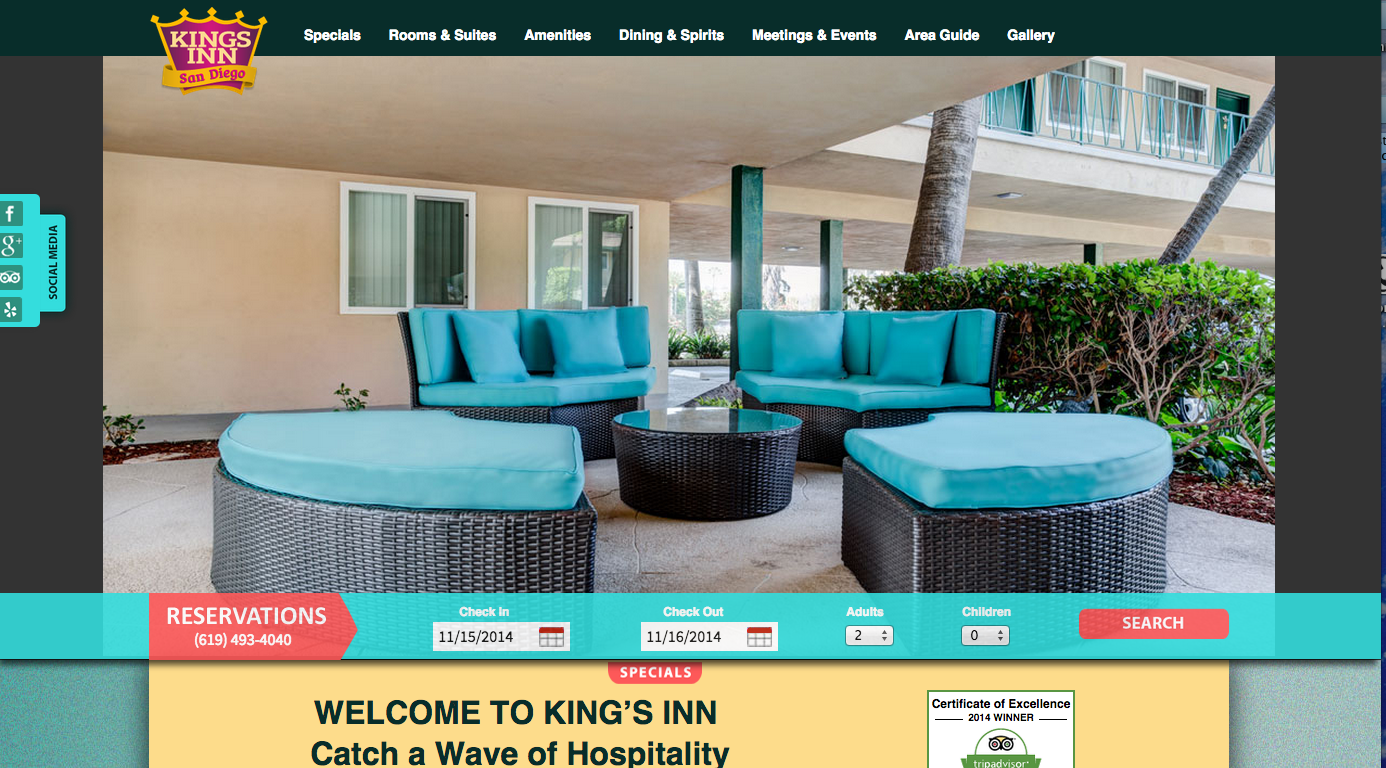 KINGS
INN
San Diego
Specials
Rooms & Suites
Amenities
Dining & Spirits
Meetings & Events
Area Guide
Gallery
f
g+
SOCIAL MEDIA
RESERVATIONS
(619) 493-4040
Check In
11/15/2014
Check Out
11/16/2014
Adults
2
Children
0
SEARCH
SPECIALS
WELCOME TO KING’S INN
Catch a Wave of Hospitality
Certificate of Excellence
2014 WINNER
tripadvisor®